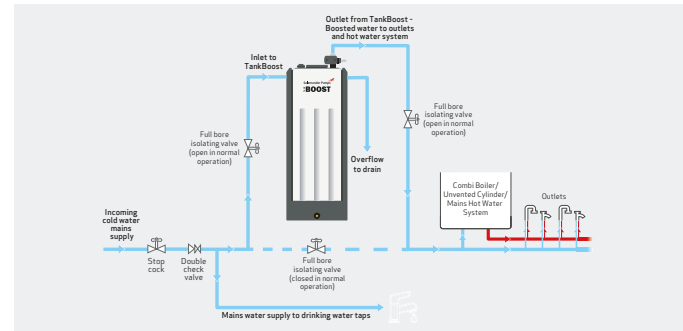 Outlet from TankBoost -
Boosted water to outlets
and hot water system
Inlet to
TankBoost
BOOST
Full bore
isolating valve
(open in normal
operation)
Full bore
isolating valve
(open in normal
operation)
Overflow
to drain
Combi Boiler/
Unvented Cylinder/
Mains Hot Water
System
Outlets
Incoming
cold water
mains
supply
Stop
cock
Double
check
valve
Full bore
isolating valve
(closed in normal
operation)
Mains water supply to drinking water taps